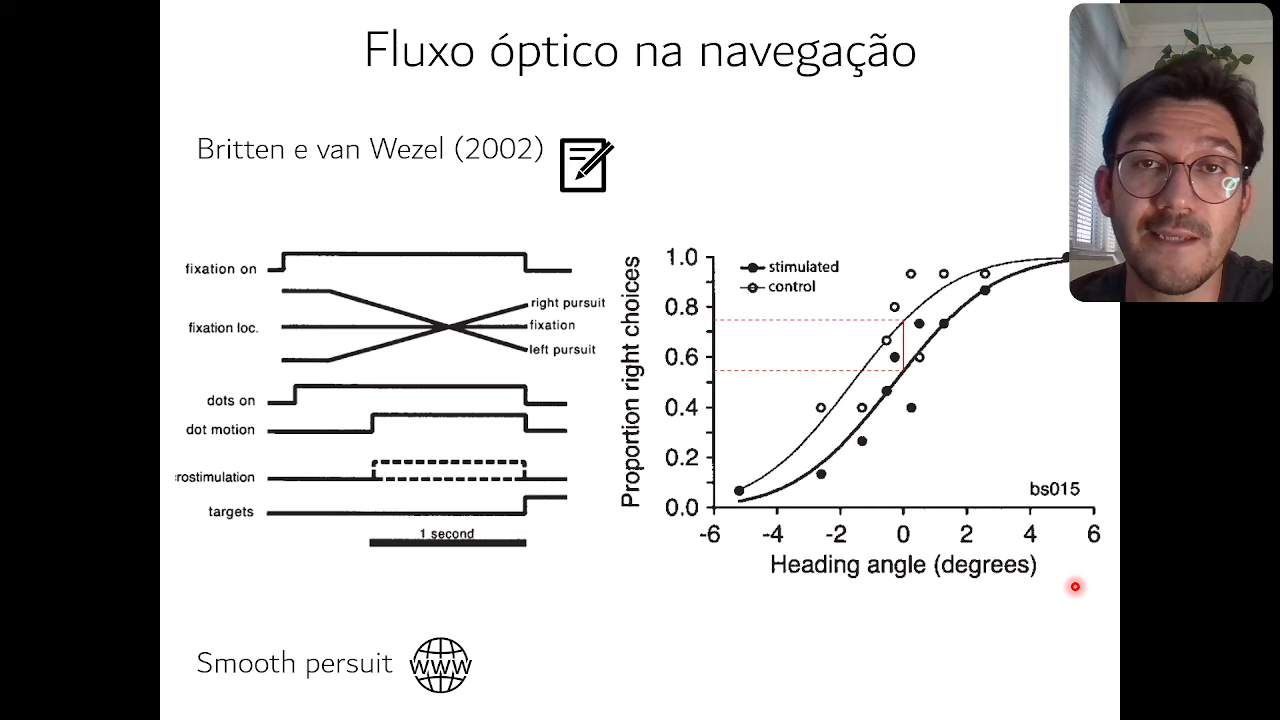 Fluxo óptico na navegação
Britten e van Wezel (2002)
fixation on
fixation loc.
right pursuit
fixation
left pursuit
dots on
dot motion
rostimulation
targets
1 second
Proportion right choices
1.0
0.8
0.6
0.4
0.2
0.0
stimulated
control
bs015
-6 -4 -2 0 2 4 6
Heading angle (degrees)
Smooth persuit
WWW